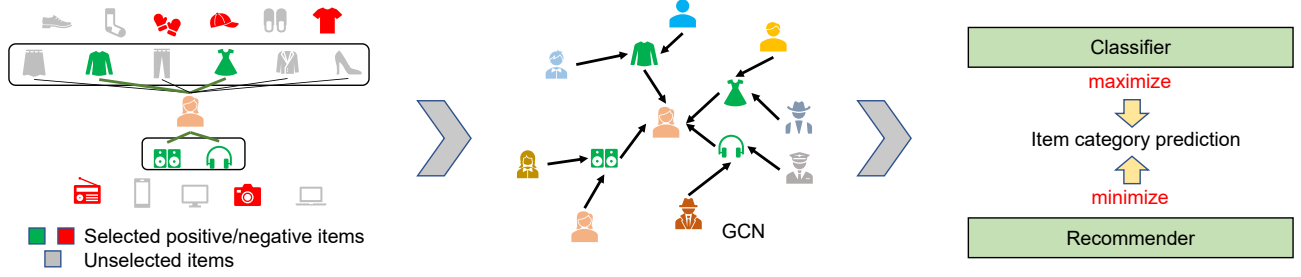 Selected positive/negative items
Unselected items
GCN
Classifier
maximize
Item category prediction
minimize
Recommender